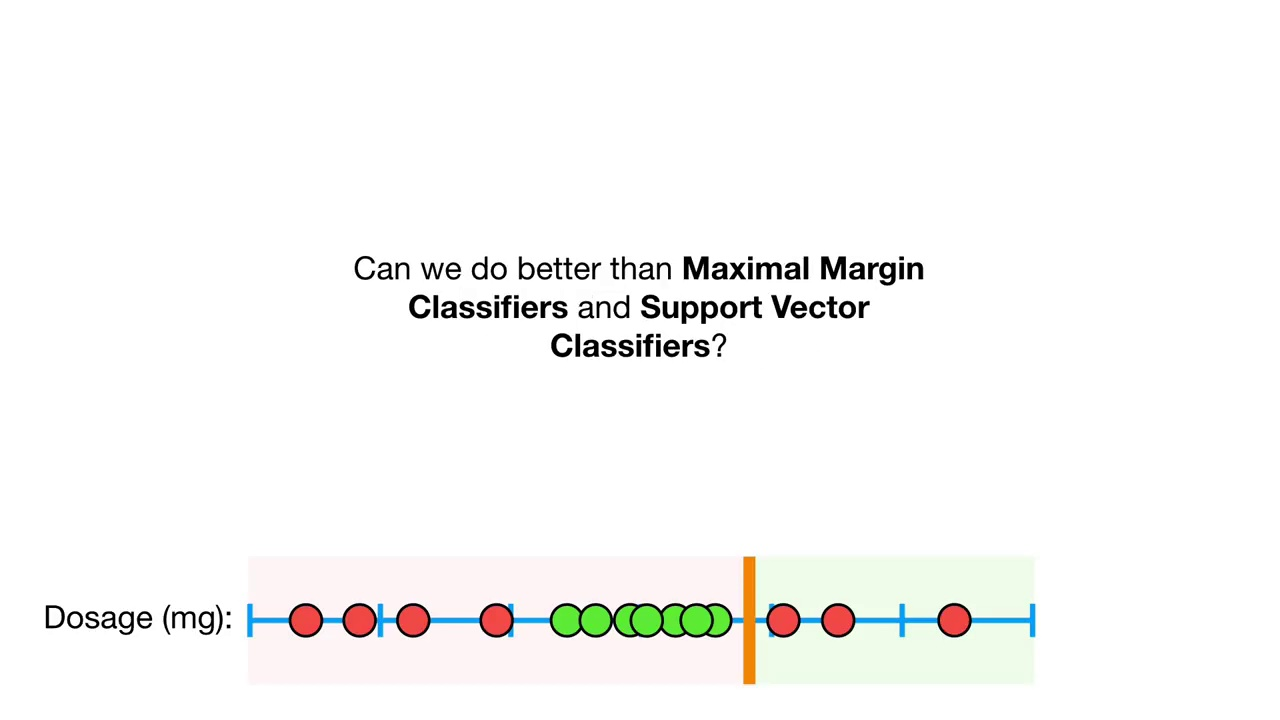 Can we do better than Maximal Margin
Classifiers and Support Vector
Classifiers?
Dosage (mg):